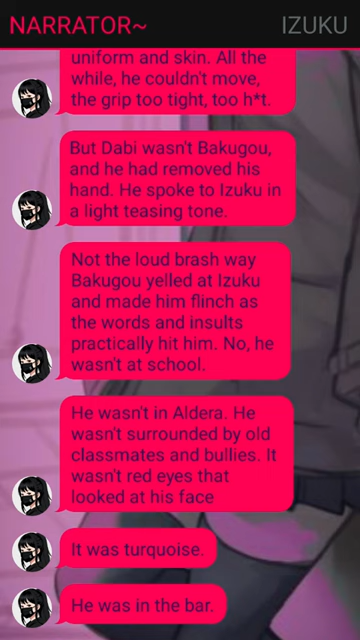 NARRATOR~ IZUKU
uniform and skin. All the
while, he couldn't move,
the grip too tight, too h*t.
But Dabi wasn't Bakugou,
and he had removed his
hand. He spoke to Izuku in
a light teasing tone.
Not the loud brash way
Bakugou yelled at Izuku
and made him flinch as
the words and insults
practically hit him. No, he
wasn't at school.
He wasn't in Aldera. He
wasn't surrounded by old
classmates and bullies. It
wasn't red eyes that
looked at his face
It was turquoise.
He was in the bar.